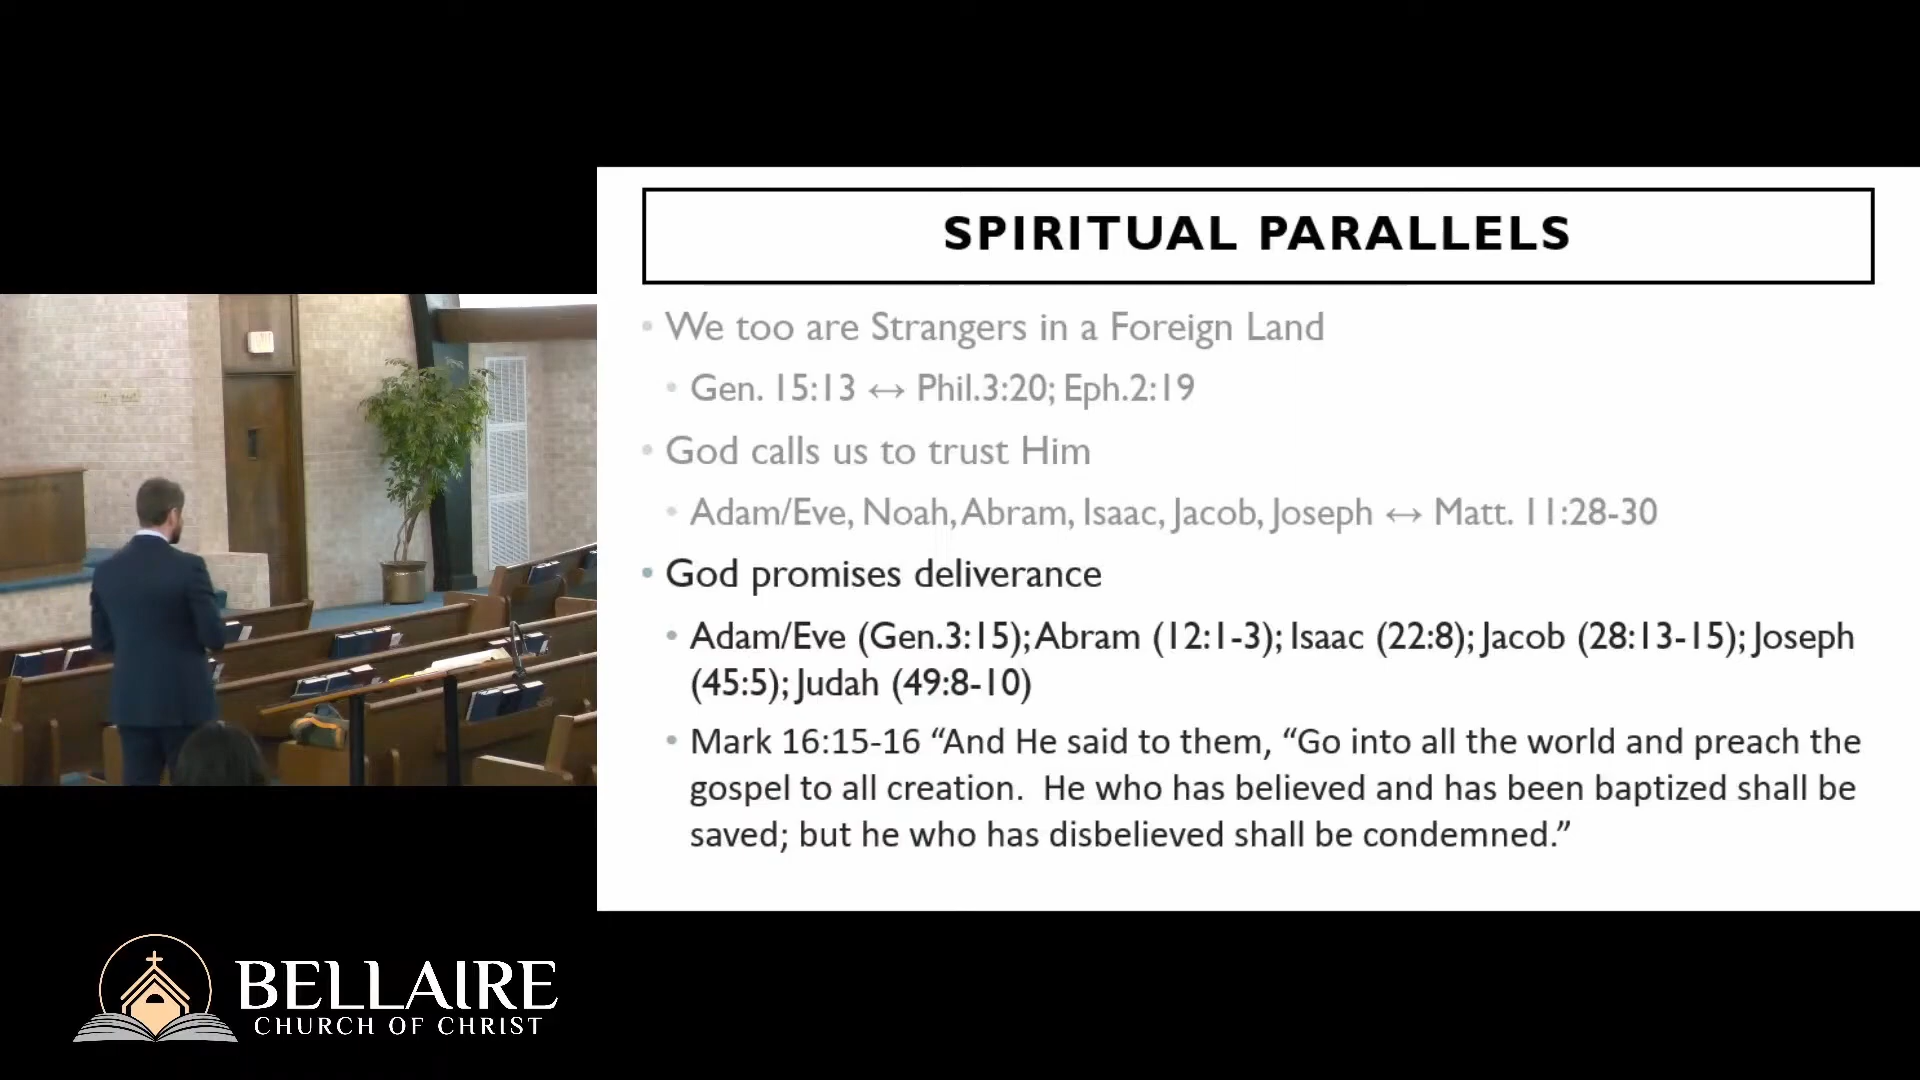 SPIRITUAL PARALLELS
• We too are Strangers in a Foreign Land
• Gen. 15:13 ↔ Phil.3:20; Eph.2:19
• God calls us to trust Him
• Adam/Eve, Noah, Abram, Isaac, Jacob, Joseph ↔ Matt. 11:28-30
• God promises deliverance
• Adam/Eve (Gen.3:15); Abram (12:1-3); Isaac (22:8); Jacob (28:13-15); Joseph
(45:5); Judah (49:8-10)
• Mark 16:15-16 “And He said to them, “Go into all the world and preach the
gospel to all creation.  He who has believed and has been baptized shall be
saved; but he who has disbelieved shall be condemned.”
BELLAIRE
CHURCH OF CHRIST